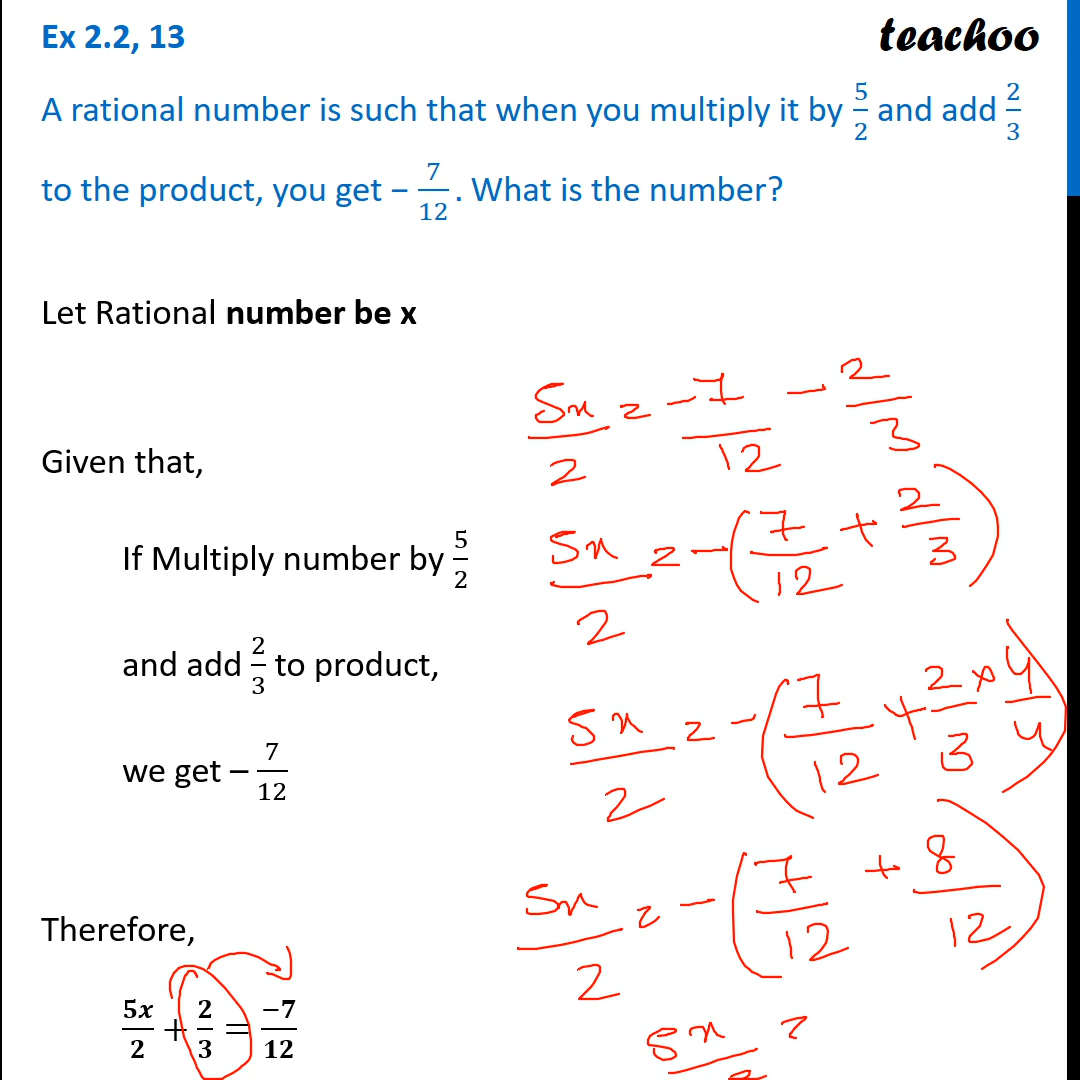 Ex 2.2, 13
teachoo
A rational number is such that when you multiply it by 5/2 and add 2/3
to the product, you get – 7/12 . What is the number?
Let Rational number be x
5x/2 = -7/12 - 2/3
Given that,
If Multiply number by 5/2
5x/2 = -(7/12 + 2/3)
and add 2/3 to product,
5x/2 = -(7/12 + 2/3 × 4/4)
we get – 7/12
5x/2 = -(7/12 + 8/12)
Therefore,
5x/2 + 2/3 = −7/12
5x/2 =